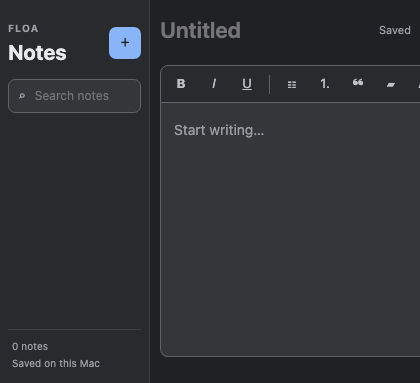 FLOA
Notes
+
Search notes
0 notes
Saved on this Mac
Untitled
Saved
B I U 1. ❝
Start writing...